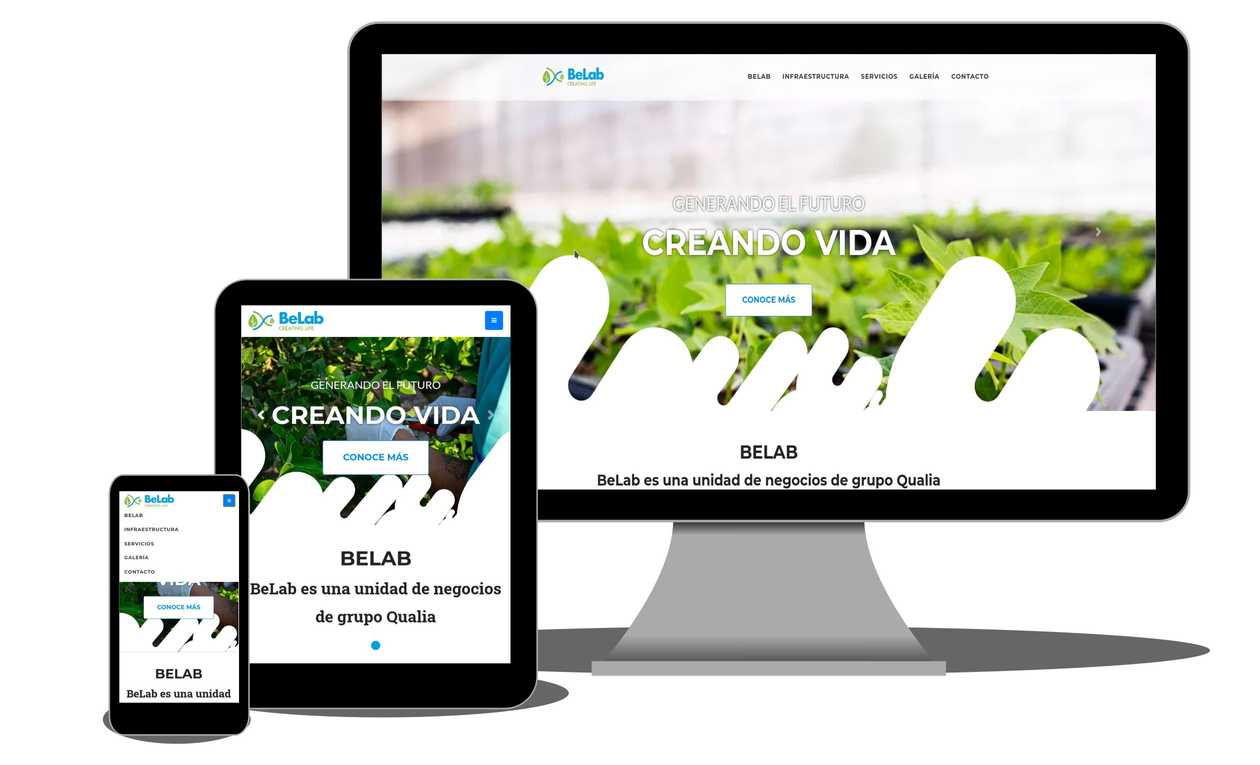 BeLab
CREATING LIFE
BELAB INFRAESTRUCTURA SERVICIOS GALERÍA CONTACTO
GENERANDO EL FUTURO
CREANDO VIDA
CONOCE MÁS
BELAB
BeLab es una unidad de negocios de grupo Qualia
BeLab
CREATING LIFE
GENERANDO EL FUTURO
CREANDO VIDA
CONOCE MÁS
BELAB
BeLab es una unidad de negocios
de grupo Qualia
BeLab
CREATING LIFE
BELAB
INFRAESTRUCTURA
SERVICIOS
GALERÍA
CONTACTO
VIDA
CONOCE MÁS
BELAB
BeLab es una unidad